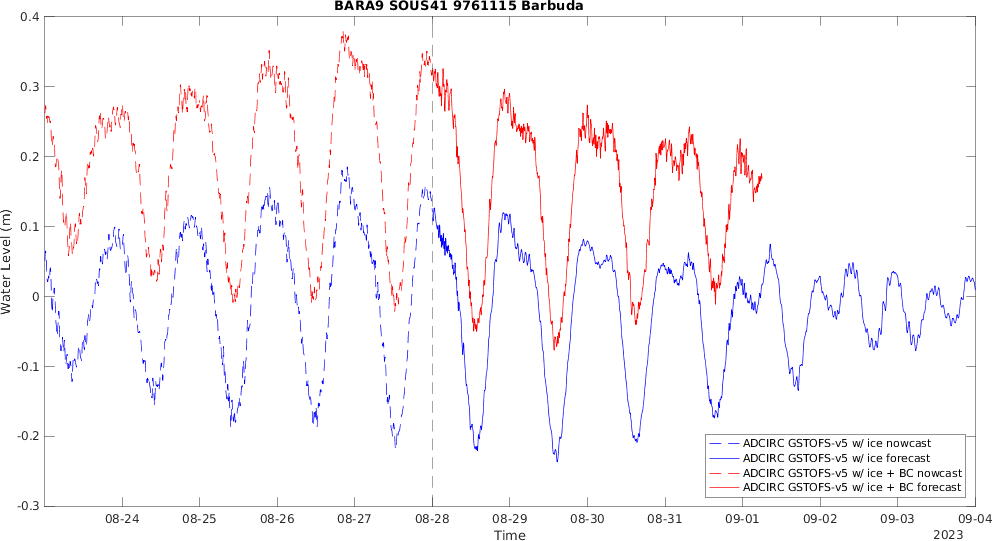 BARA9 SOUS41 9761115 Barbuda
0.4
0.3
0.2
0.1
0
-0.1
-0.2
-0.3
Water Level (m)
08-24 08-25 08-26 08-27 08-28 08-29 08-30 08-31 09-01 09-02 09-03 09-04
Time
2023
ADCIRC GSTOFS-v5 w/ ice nowcast
ADCIRC GSTOFS-v5 w/ ice forecast
ADCIRC GSTOFS-v5 w/ ice + BC nowcast
ADCIRC GSTOFS-v5 w/ ice + BC forecast